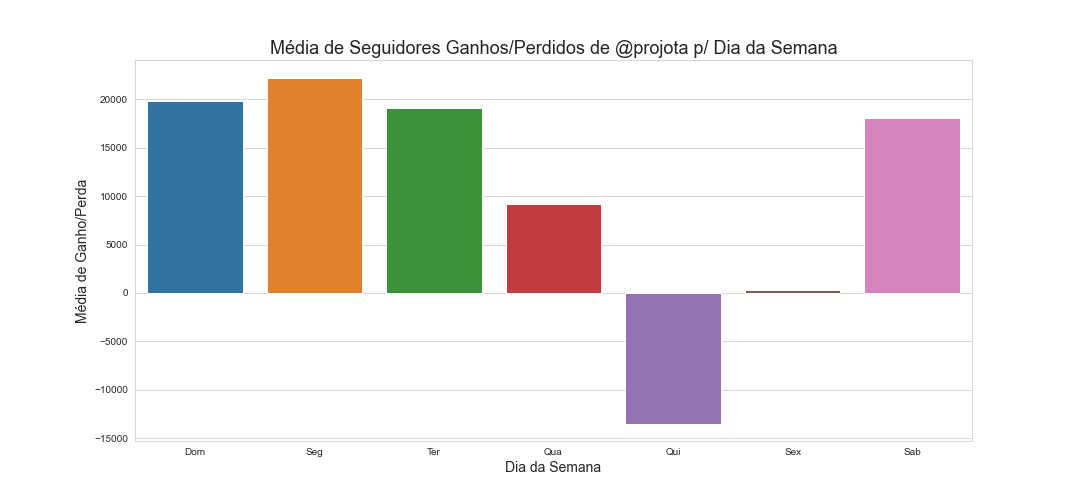 Média de Seguidores Ganhos/Perdidos de @projota p/ Dia da Semana
Média de Ganho/Perda
20000
15000
10000
5000
0
−5000
−10000
−15000
Dom Seg Ter Qua Qui Sex Sab
Dia da Semana